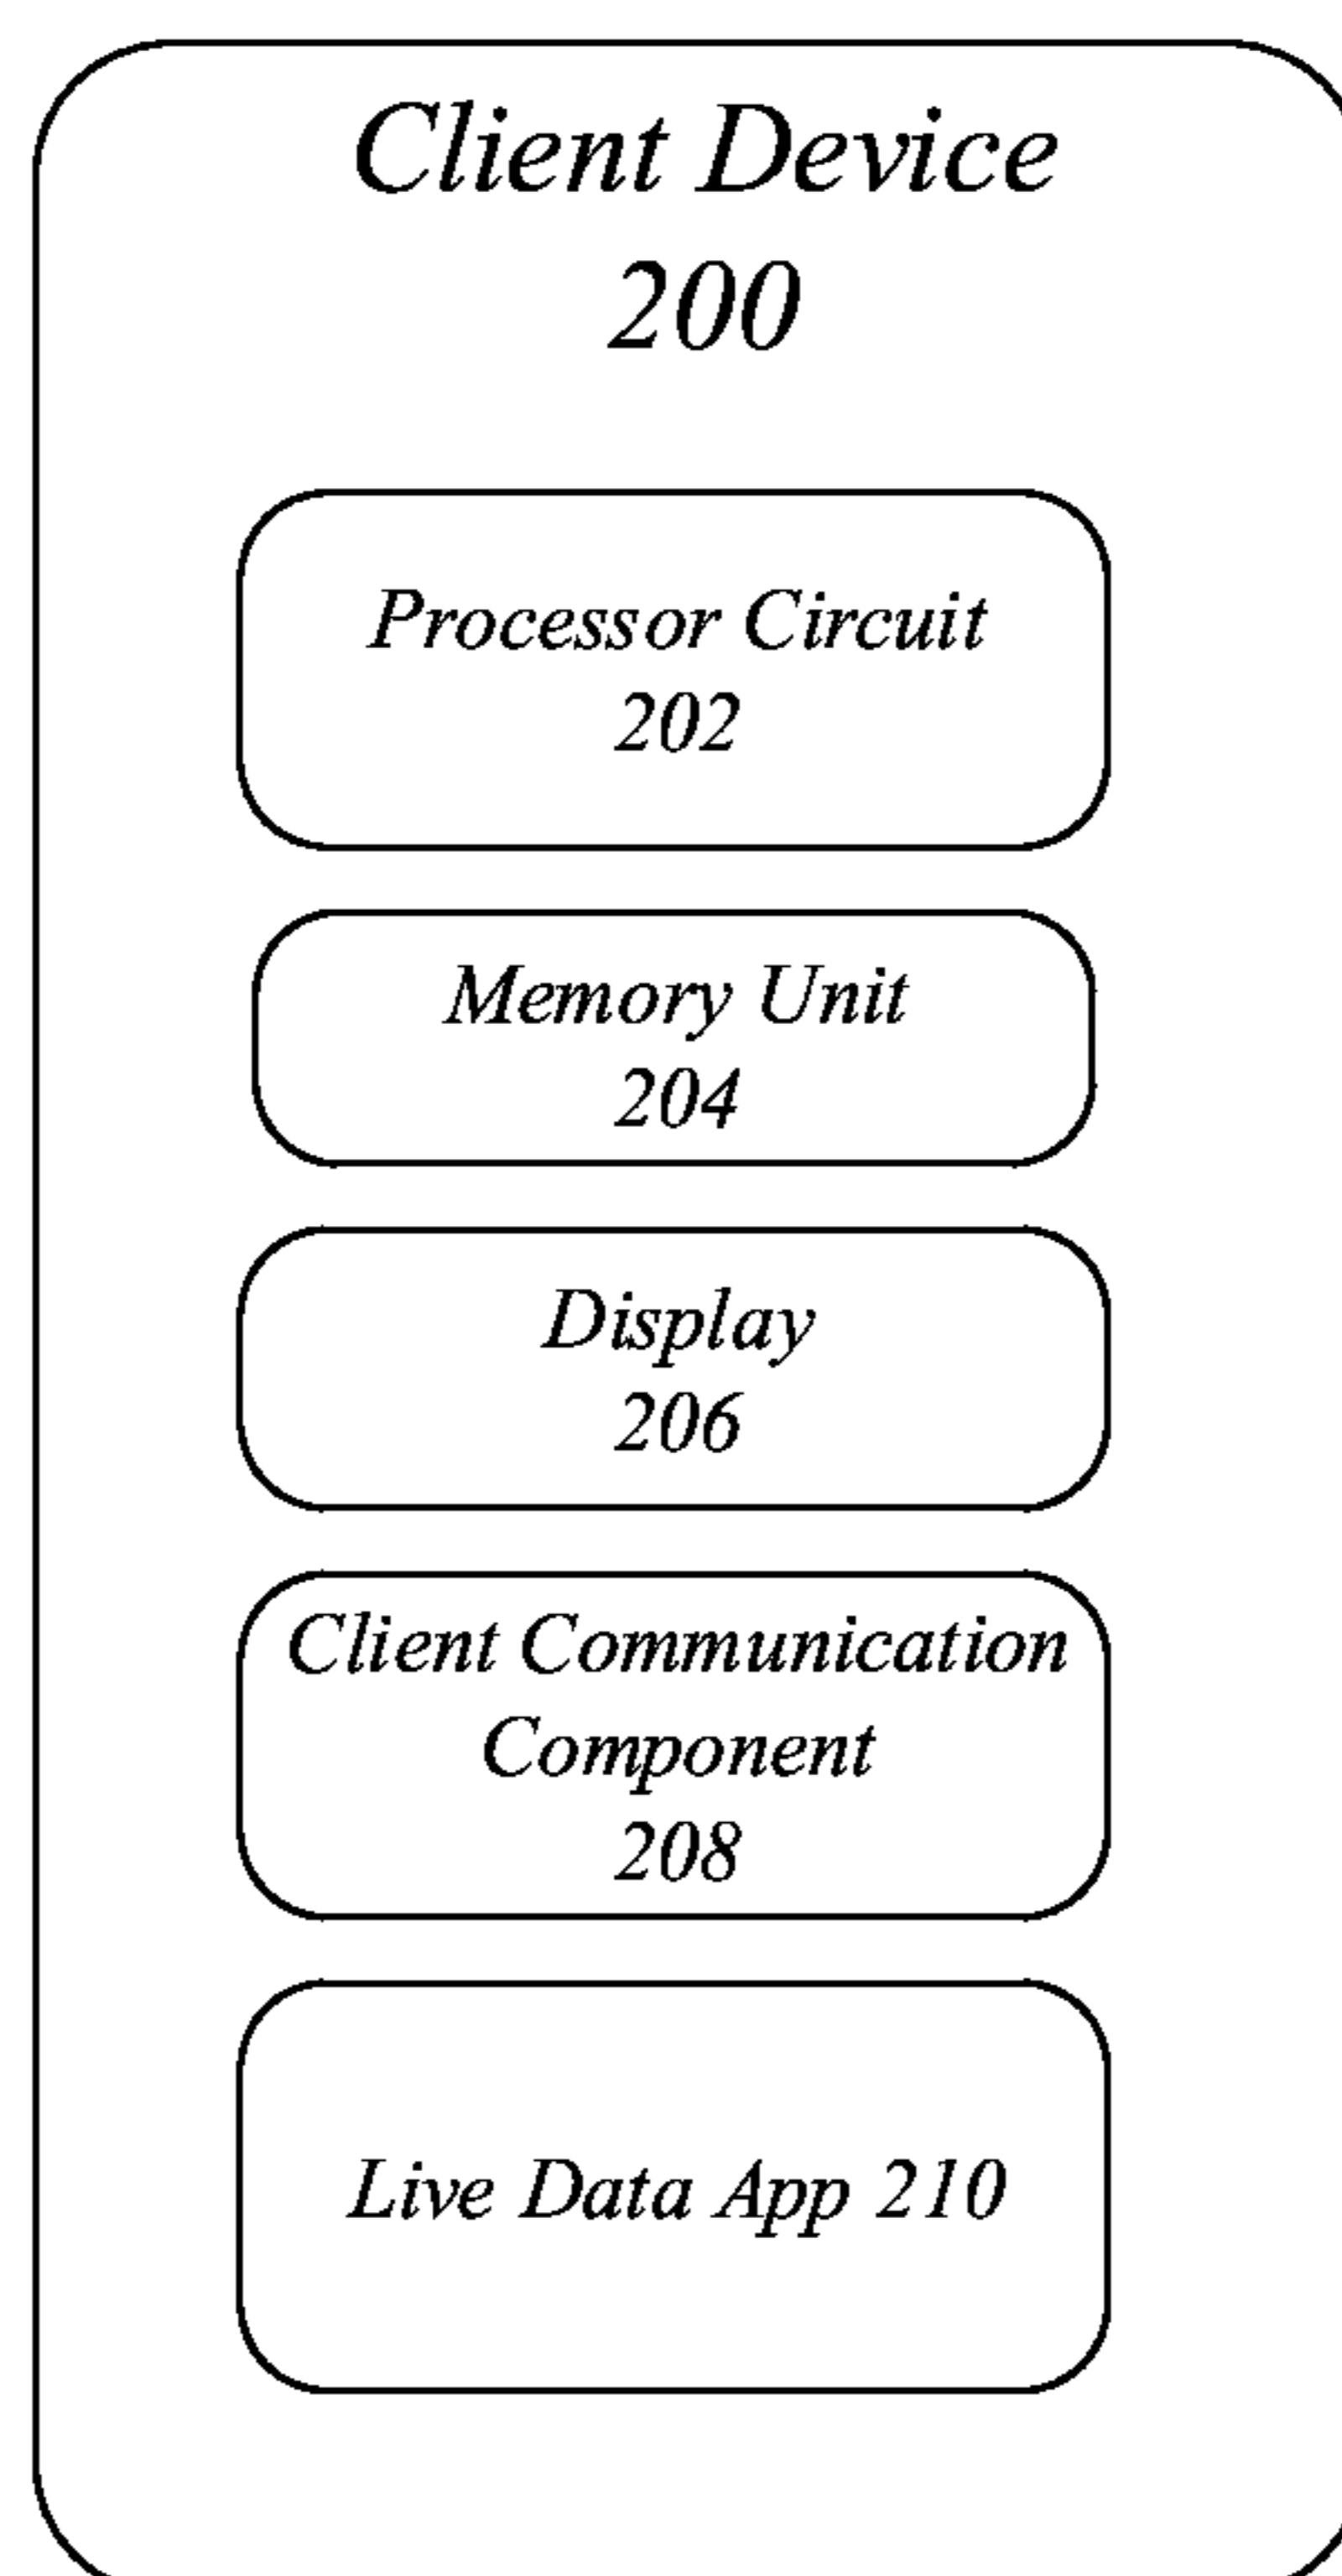 Client Device
200
Processor Circuit
202
Memory Unit
204
Display
206
Client Communication
Component
208
Live Data App 210